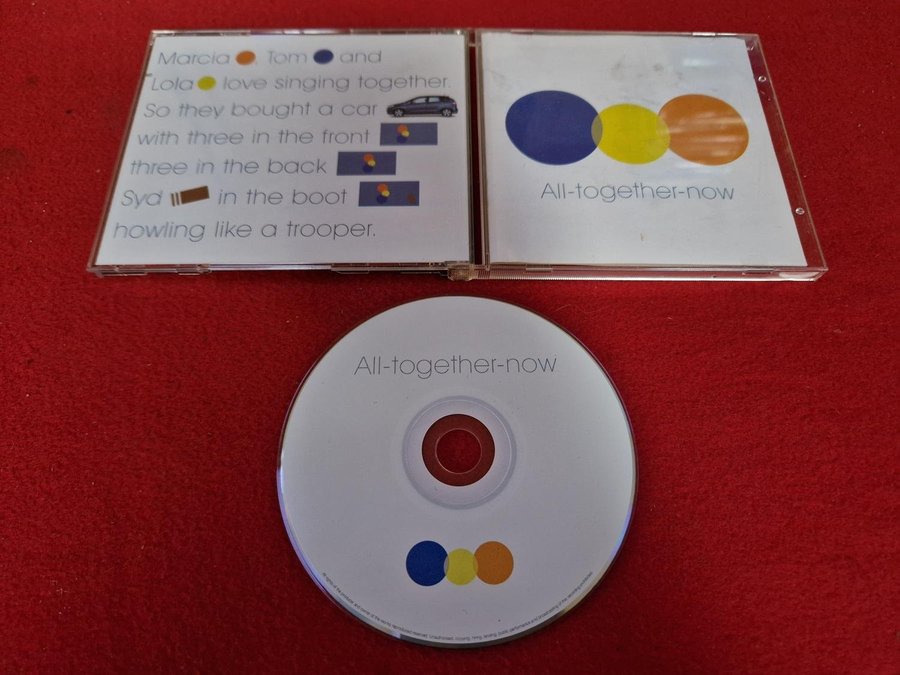 Marcia , Tom and
Lola love singing together.
So they bought a car
with three in the front
three in the back
Syd in the boot
howling like a trooper.
All-together-now
All-together-now